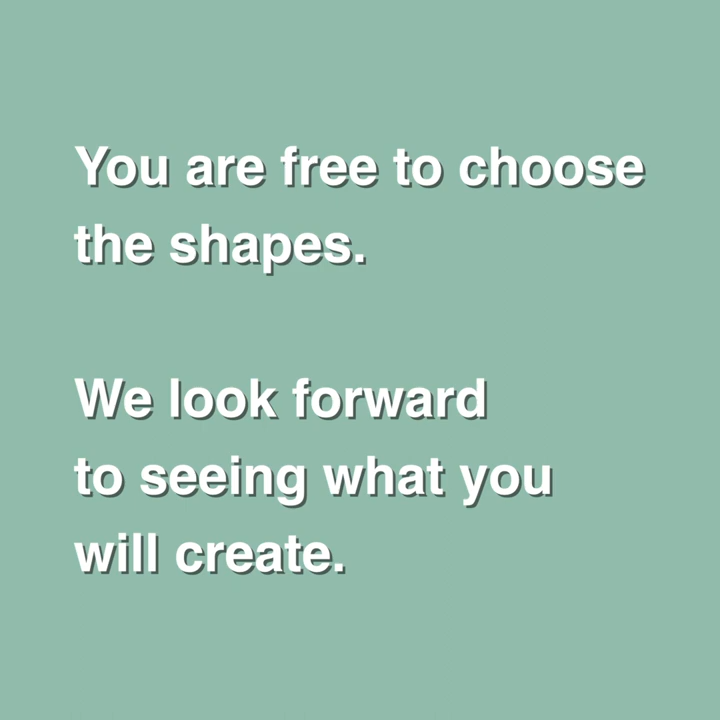 You are free to choose
the shapes.
We look forward
to seeing what you
will create.